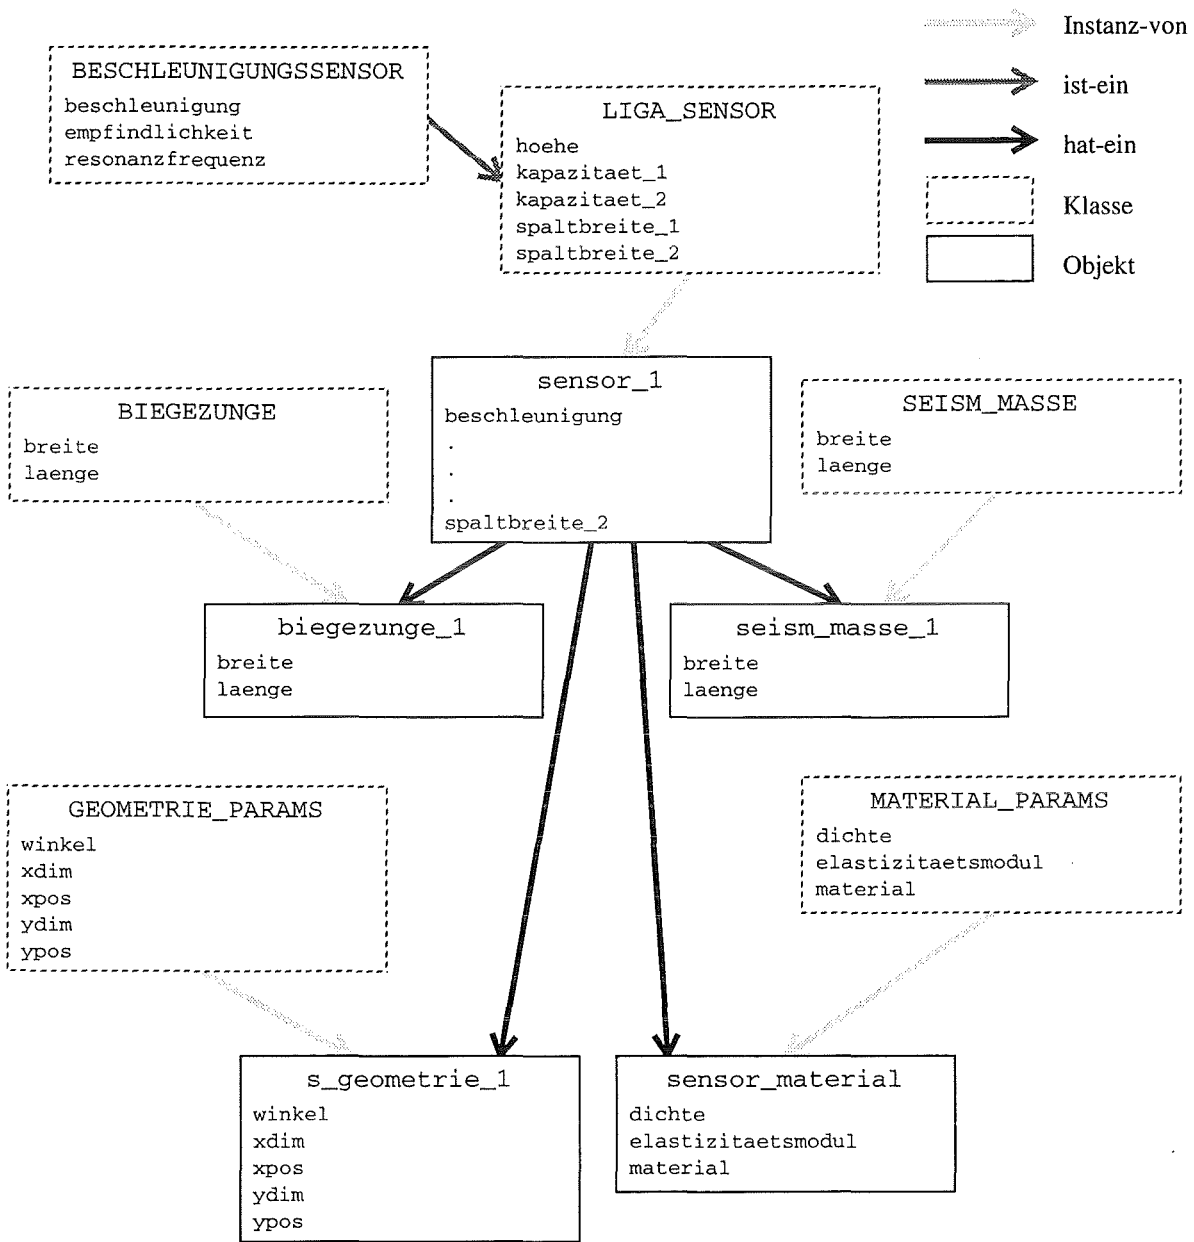 Instanz-von
ist-ein
hat-ein
Klasse
Objekt
BESCHLEUNIGUNGSSENSOR
beschleunigung
empfindlichkeit
resonanzfrequenz
LIGA_SENSOR
hoehe
kapazitaet_1
kapazitaet_2
spaltbreite_1
spaltbreite_2
sensor_1
beschleunigung
.
.
.
spaltbreite_2
BIEGEZUNGE
breite
laenge
SEISM_MASSE
breite
laenge
biegezunge_1
breite
laenge
seism_masse_1
breite
laenge
GEOMETRIE_PARAMS
winkel
xdim
xpos
ydim
ypos
MATERIAL_PARAMS
dichte
elastizitaetsmodul
material
s_geometrie_1
winkel
xdim
xpos
ydim
ypos
sensor_material
dichte
elastizitaetsmodul
material